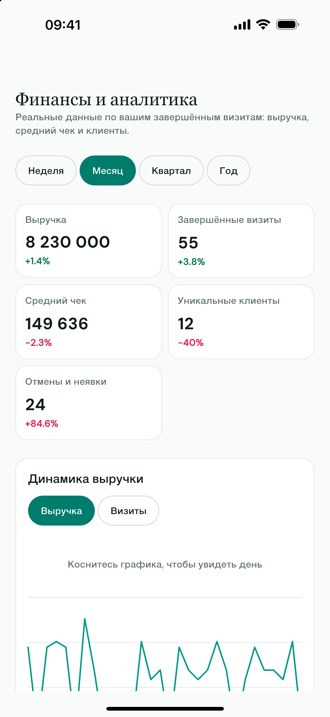 09:41
Финансы и аналитика
Реальные данные по вашим завершённым визитам: выручка,
средний чек и клиенты.
Неделя Месяц Квартал Год
Выручка
8 230 000
+1.4%
Завершённые визиты
55
+3.8%
Средний чек
149 636
−2.3%
Уникальные клиенты
12
−40%
Отмены и неявки
24
+84.6%
Динамика выручки
Выручка Визиты
Коснитесь графика, чтобы увидеть день